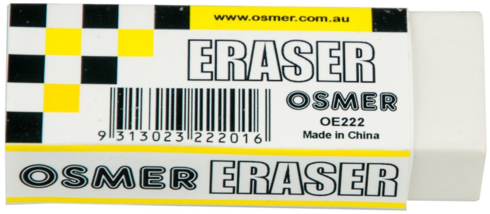 www.osmer.com.au
ERASER
OSMER
OE222
Made in China
9 313023 222016
OSMER ERASER